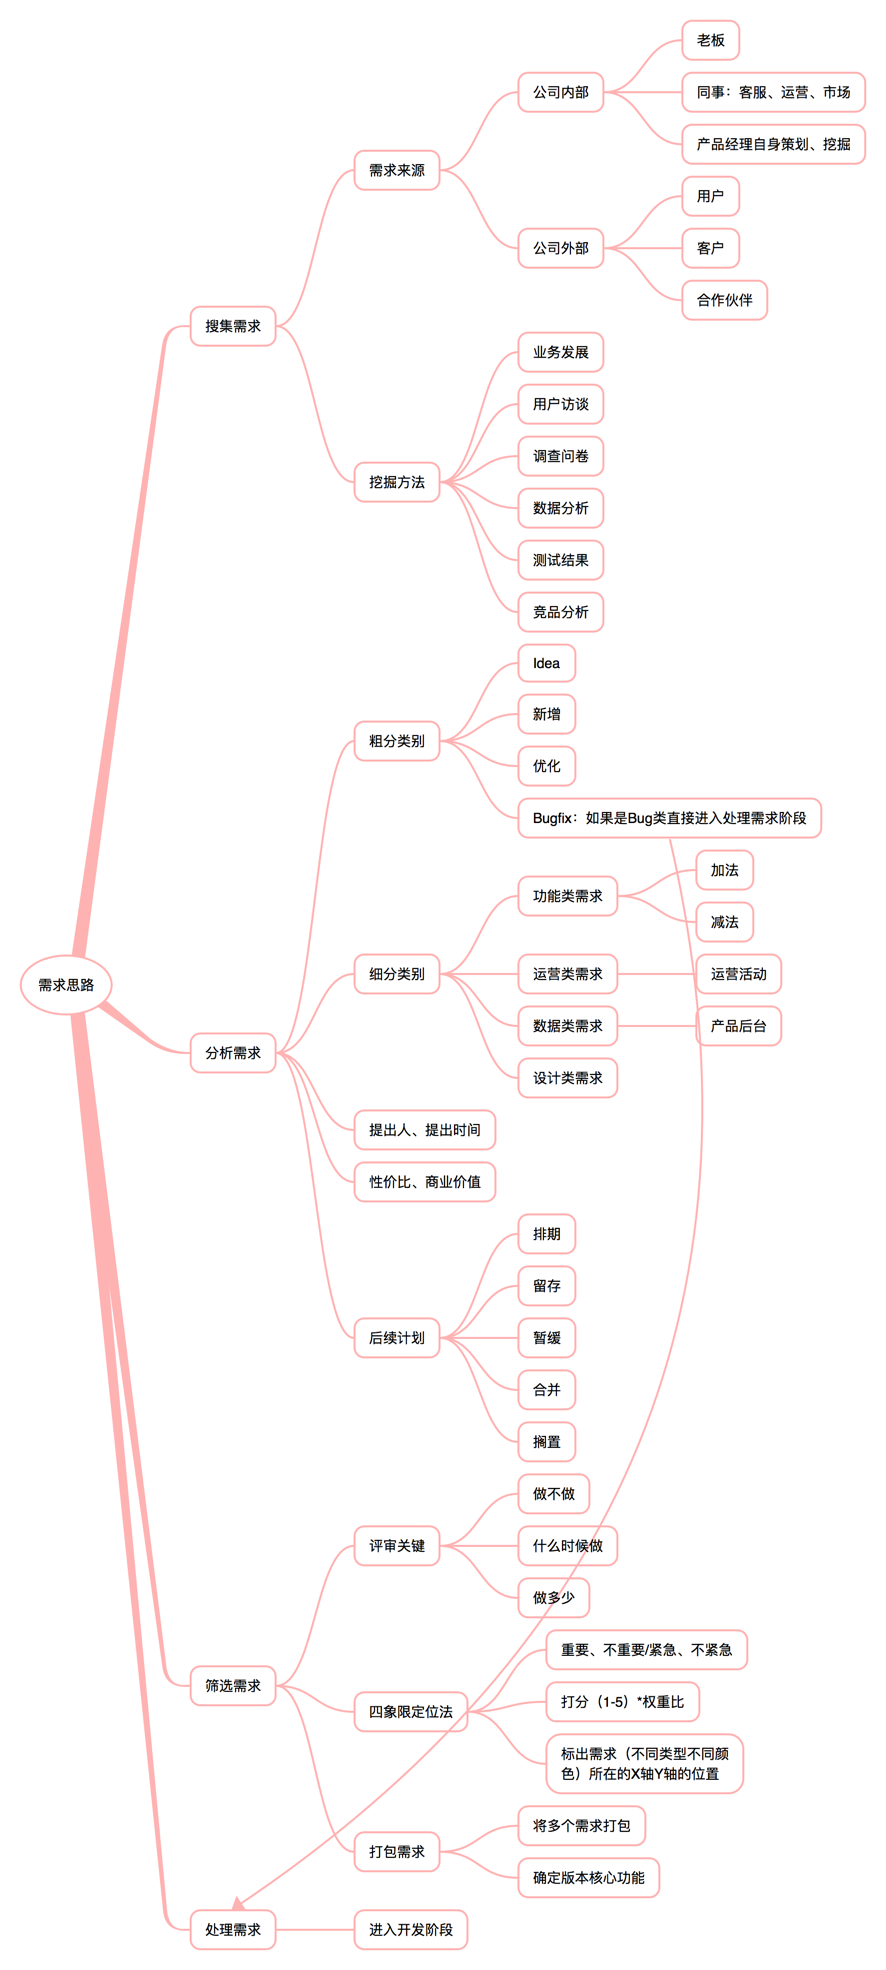 老板
公司内部
同事：客服、运营、市场
产品经理自身策划、挖掘
需求来源
用户
公司外部
客户
合作伙伴
搜集需求
业务发展
用户访谈
调查问卷
挖掘方法
数据分析
测试结果
竞品分析
Idea
新增
粗分类别
优化
Bugfix：如果是Bug类直接进入处理需求阶段
加法
功能类需求
减法
细分类别
运营类需求
运营活动
需求思路
数据类需求
产品后台
分析需求
设计类需求
提出人、提出时间
性价比、商业价值
排期
留存
后续计划
暂缓
合并
搁置
做不做
评审关键
什么时候做
做多少
重要、不重要/紧急、不紧急
筛选需求
四象限定位法
打分（1-5）*权重比
标出需求（不同类型不同颜
色）所在的X轴Y轴的位置
将多个需求打包
打包需求
确定版本核心功能
处理需求
进入开发阶段